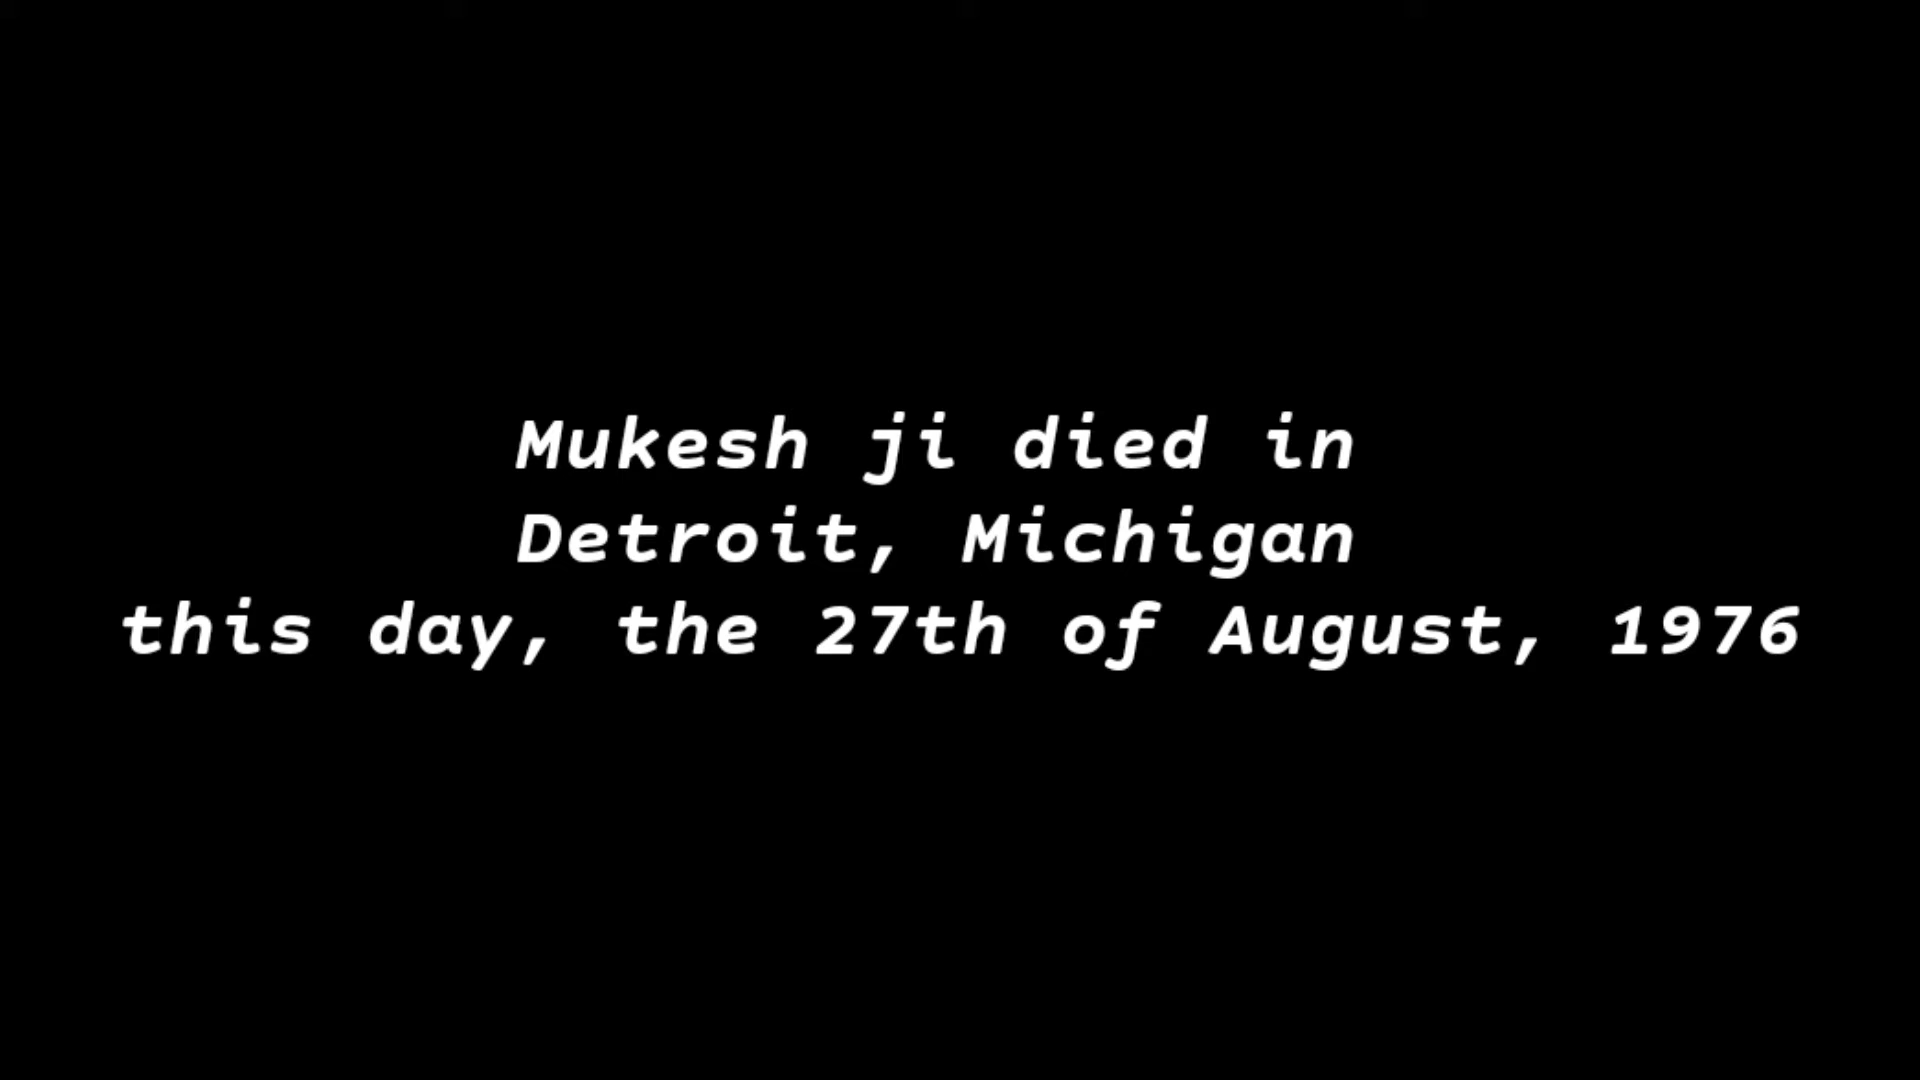 Mukesh ji died in
Detroit, Michigan
this day, the 27th of August, 1976